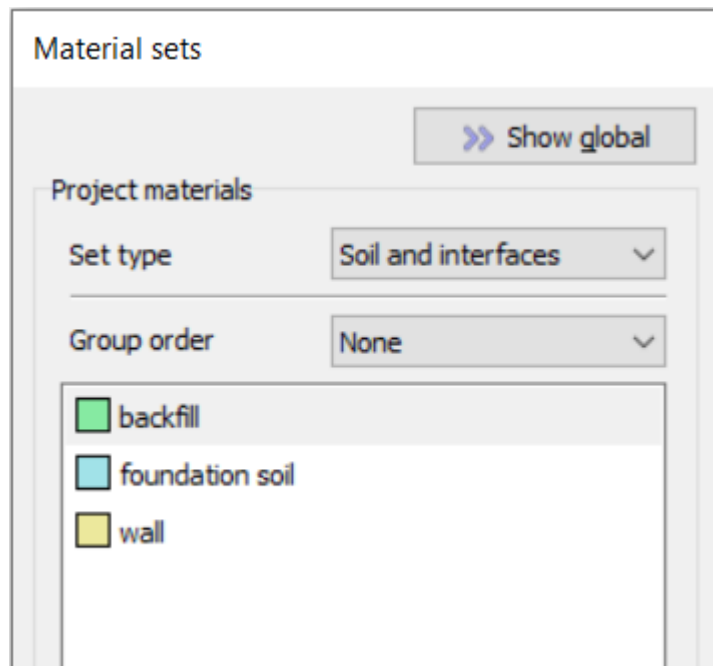 Material sets
Show global
Project materials
Set type Soil and interfaces
Group order None
backfill
foundation soil
wall